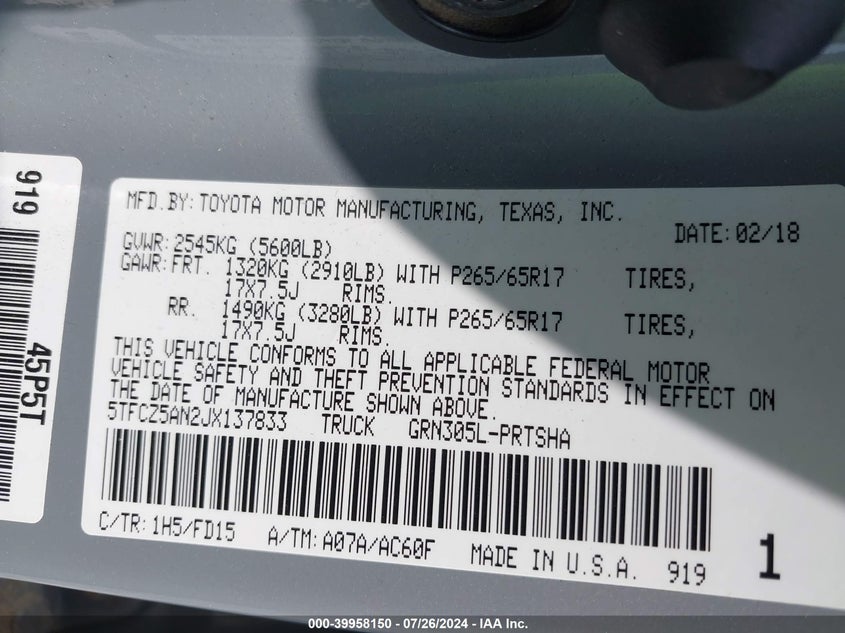 MFD.BY:TOYOTA MOTOR MANUFACTURING, TEXAS, INC.
DATE:02/18
GVWR:2545KG (5600LB)
GAWR:FRT. 1320KG (2910LB) WITH P265/65R17 TIRES,
17X7.5J RIMS.
RR. 1490KG (3280LB) WITH P265/65R17 TIRES,
17X7.5J RIMS.
THIS VEHICLE CONFORMS TO ALL APPLICABLE FEDERAL MOTOR
VEHICLE SAFETY AND THEFT PREVENTION STANDARDS IN EFFECT ON
THE DATE OF MANUFACTURE SHOWN ABOVE.
5TFCZ5AN2JX137833 TRUCK GRN305L-PRTSHA
C/TR:1H5/FD15 A/TM:A07A/AC60F MADE IN U.S.A. 919 1
919
45P5T
000-39958150 - 07/26/2024 - IAA Inc.